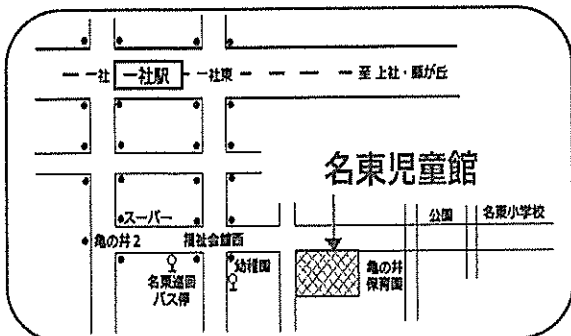 一社
一社駅
一社東
至 上社・藤が丘
名東児童館
公園
名東小学校
スーパー
亀の井2
福祉会館西
名東巡回
バス停
幼稚園
亀の井
保育園